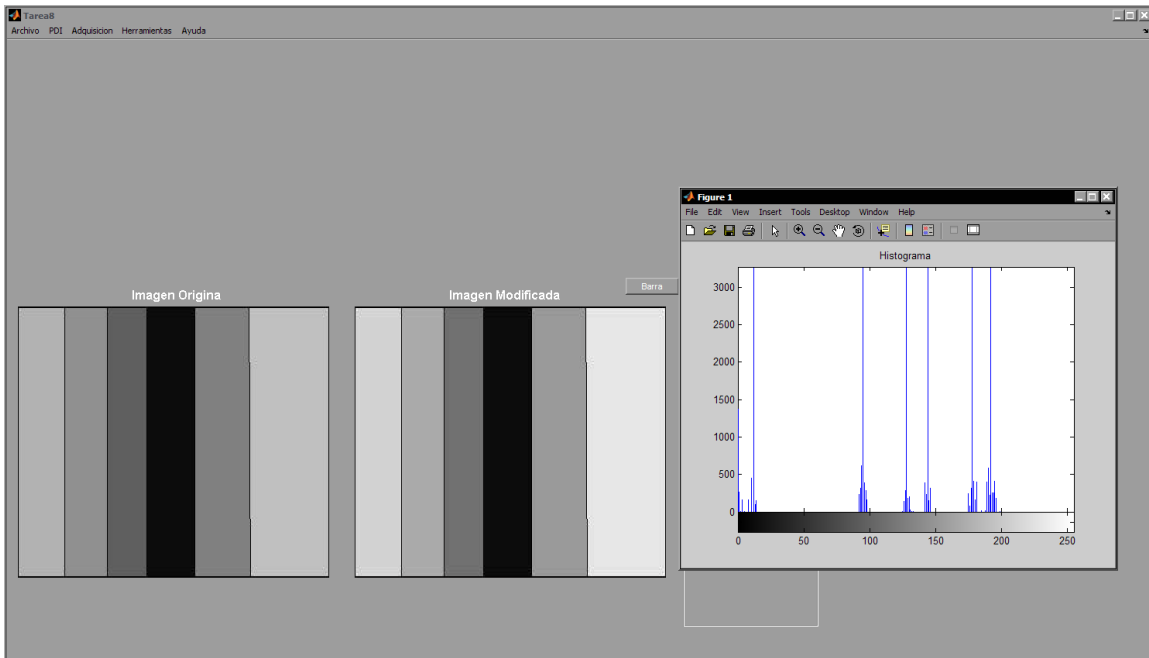 Tarea8
Archivo PDI Adquisicion Herramientas Ayuda
Imagen Origina
Imagen Modificada
Barra
Figure 1
File Edit View Insert Tools Desktop Window Help
Histograma
3000
2500
2000
1500
1000
500
0
0 50 100 150 200 250